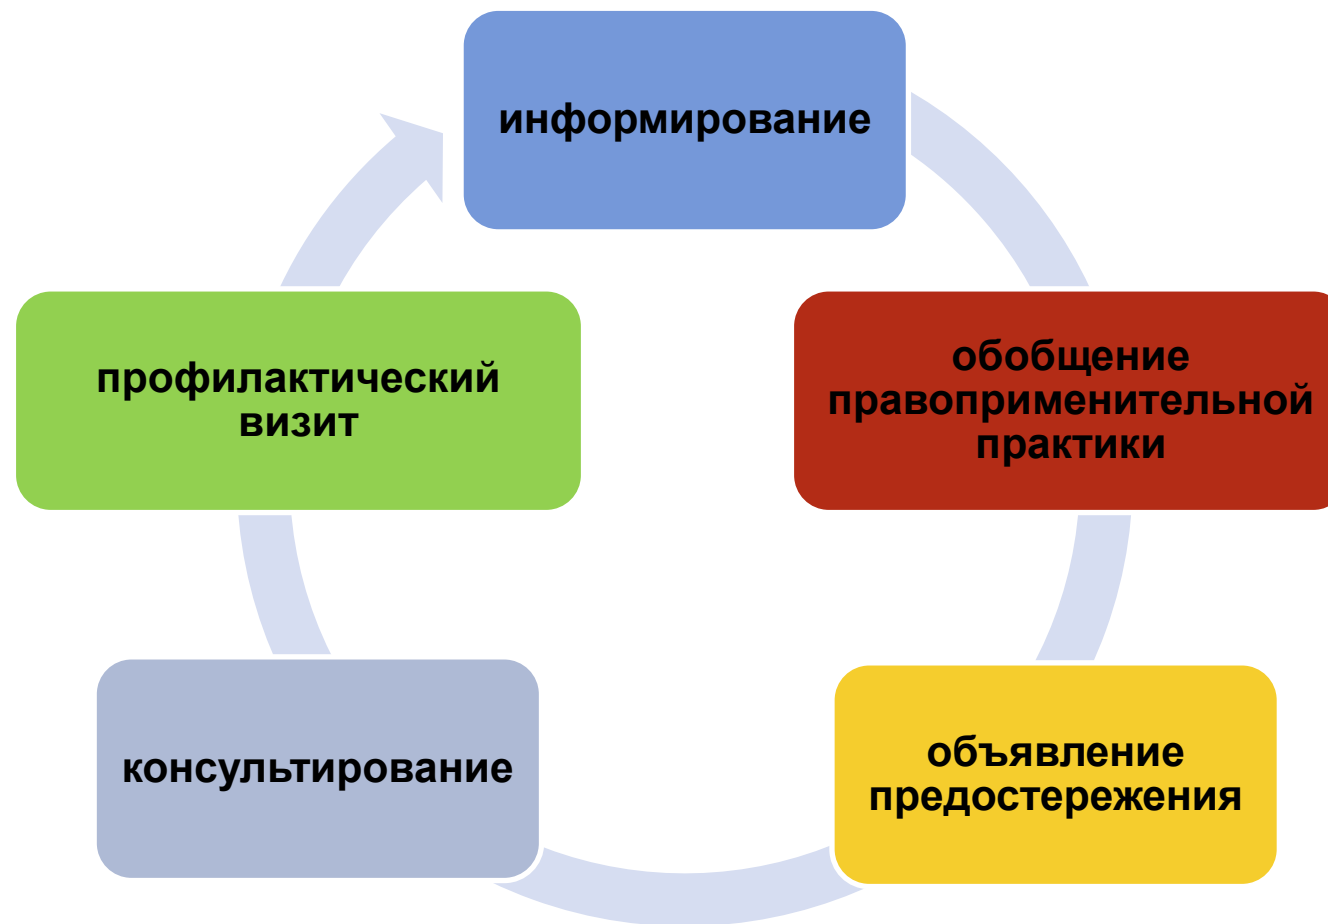 информирование
обобщение
правоприменительной
практики
объявление
предостережения
консультирование
профилактический
визит